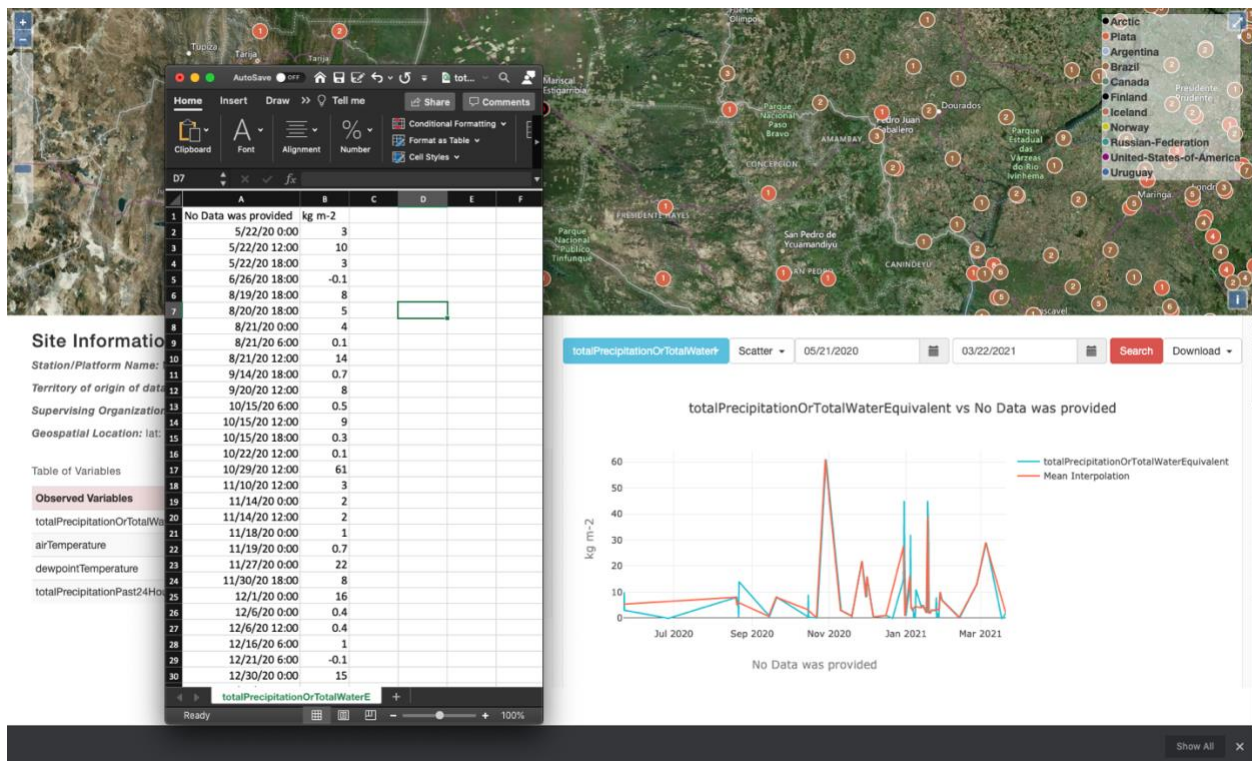 Fuerte
Olimpo
Arctic
Plata
Argentina
Brazil
Canada
Finland
Iceland
Norway
Russian-Federation
United-States-of-America
Uruguay
Tupiza
Tarija
Tarija
Mariscal
Estigarribia
Parque
Nacional
Paso
Bravo
AMAMBAY
Dourados
Parque
Estadual
das
Várzeas
do Rio
Ivinhema
Presidente
Prudente
CONCEPCIÓN
PRESIDENTE HAYES
Parque
Nacional
Público
Tinfunqué
San Pedro de
Ycuamandiyú
SAN PEDRO
CANINDEYÚ
Maringa
AutoSave OFF tot...
Home Insert Draw >> Tell me Share Comments
Clipboard Font Alignment Number
Conditional Formatting
Format as Table
Cell Styles
D7 fx
A B C D E F
1 No Data was provided kg m-2
2 5/22/20 0:00 3
3 5/22/20 12:00 10
4 5/22/20 18:00 3
5 6/26/20 18:00 -0.1
6 8/19/20 18:00 8
7 8/20/20 18:00 5
8 8/21/20 0:00 4
9 8/21/20 6:00 0.1
10 8/21/20 12:00 14
11 9/14/20 18:00 0.7
12 9/20/20 12:00 8
13 10/15/20 6:00 0.5
14 10/15/20 12:00 9
15 10/15/20 18:00 0.3
16 10/22/20 12:00 0.1
17 10/29/20 12:00 61
18 11/10/20 12:00 3
19 11/14/20 0:00 2
20 11/14/20 12:00 2
21 11/18/20 0:00 1
22 11/19/20 0:00 0.7
23 11/27/20 0:00 22
24 11/30/20 18:00 8
25 12/1/20 0:00 16
26 12/6/20 0:00 0.4
27 12/6/20 12:00 0.4
28 12/16/20 6:00 1
29 12/21/20 6:00 -0.1
30 12/30/20 0:00 15
totalPrecipitationOrTotalWaterE +
Ready - + 100%
Site Informatio
Station/Platform Name:
Territory of origin of data
Supervising Organization
Geospatial Location: lat:
Table of Variables
Observed Variables
totalPrecipitationOrTotalWa
airTemperature
dewpointTemperature
totalPrecipitationPast24Hou
totalPrecipitationOrTotalWater Scatter 05/21/2020 03/22/2021 Search Download
totalPrecipitationOrTotalWaterEquivalent vs No Data was provided
totalPrecipitationOrTotalWaterEquivalent
Mean Interpolation
60
50
40
30
20
10
0
kg m-2
Jul 2020 Sep 2020 Nov 2020 Jan 2021 Mar 2021
No Data was provided
Show All ×